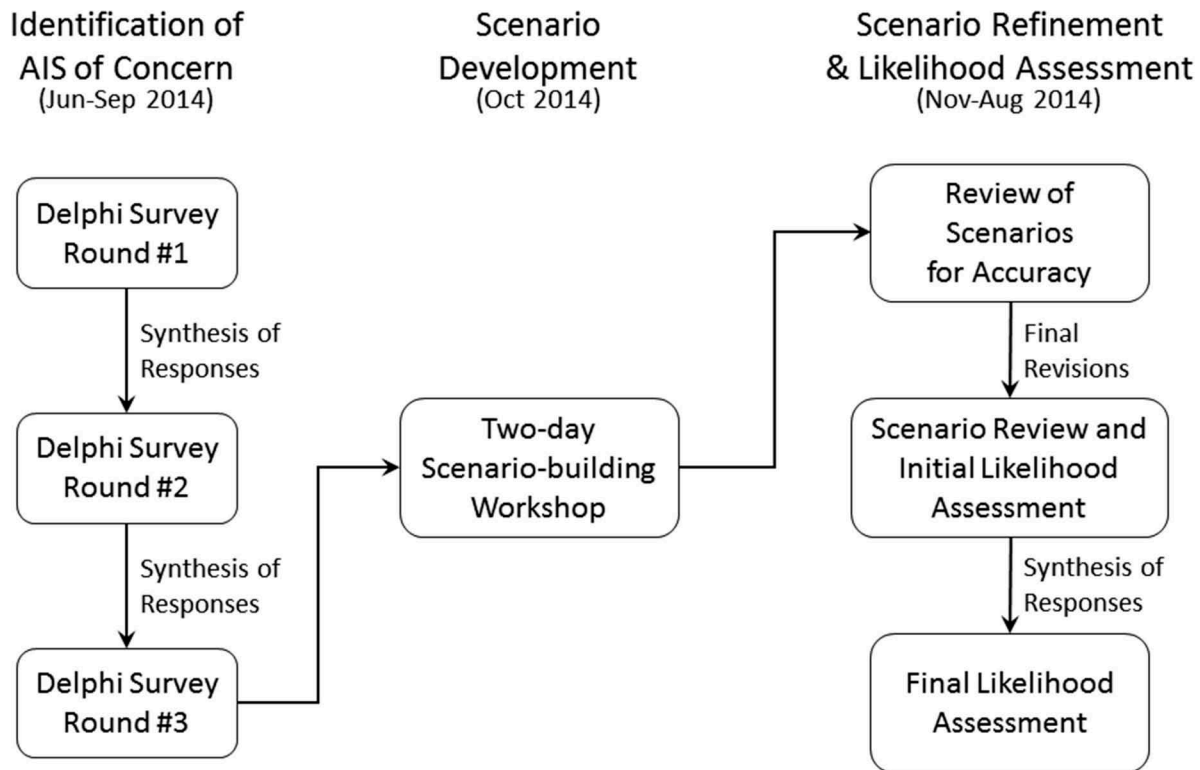 Identification of
AIS of Concern
(Jun-Sep 2014)
Delphi Survey
Round #1
Synthesis of
Responses
Delphi Survey
Round #2
Synthesis of
Responses
Delphi Survey
Round #3
Scenario
Development
(Oct 2014)
Two-day
Scenario-building
Workshop
Scenario Refinement
& Likelihood Assessment
(Nov-Aug 2014)
Review of
Scenarios
for Accuracy
Final
Revisions
Scenario Review and
Initial Likelihood
Assessment
Synthesis of
Responses
Final Likelihood
Assessment